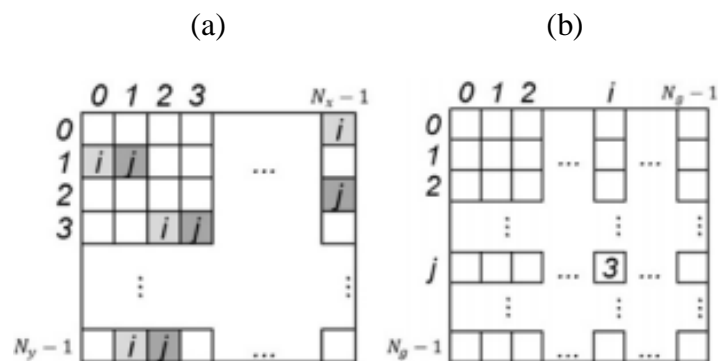 (a) (b)
0 1 2 3 Nₓ − 1
0 i
1 i j ...
2 j
3 i j
⋮ ⋮
N_y − 1 i j ...
0 1 2 i N_g − 1
0
1 ... ...
2
⋮ ⋮ ⋮
j ... 3 ...
⋮ ⋮ ⋮
N_g − 1 ... ...